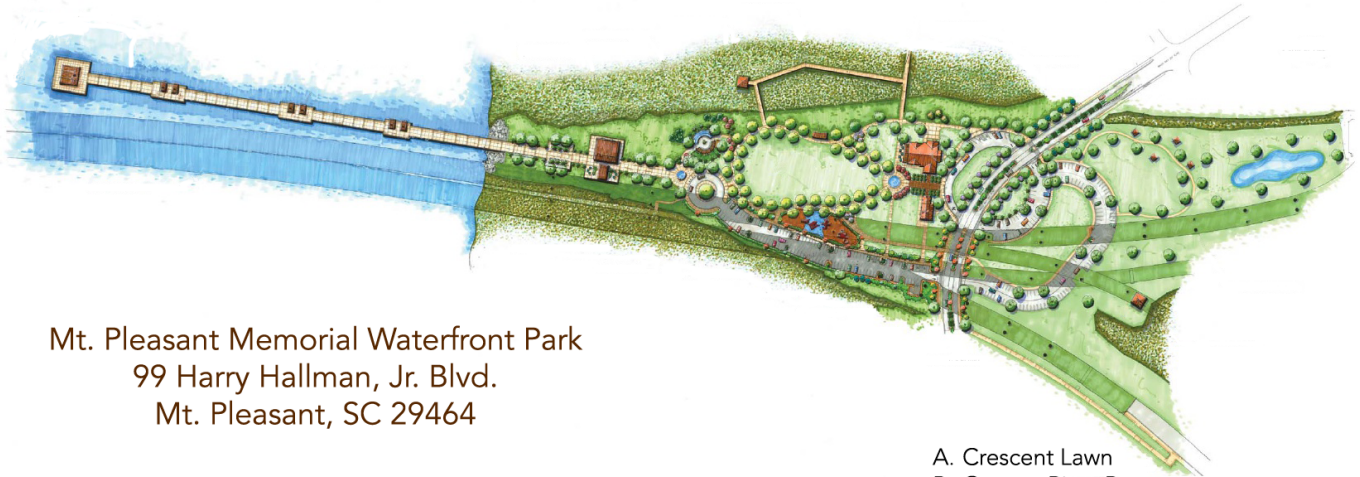 Mt. Pleasant Memorial Waterfront Park
99 Harry Hallman, Jr. Blvd.
Mt. Pleasant, SC 29464
A. Crescent Lawn